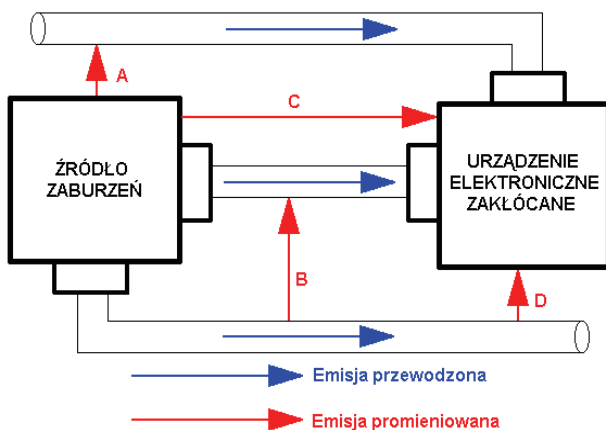 A
C
ŹRÓDŁO
ZABURZEŃ
URZĄDZENIE
ELEKTRONICZNE
ZAKŁÓCANE
B
D
Emisja przewodzona
Emisja promieniowana